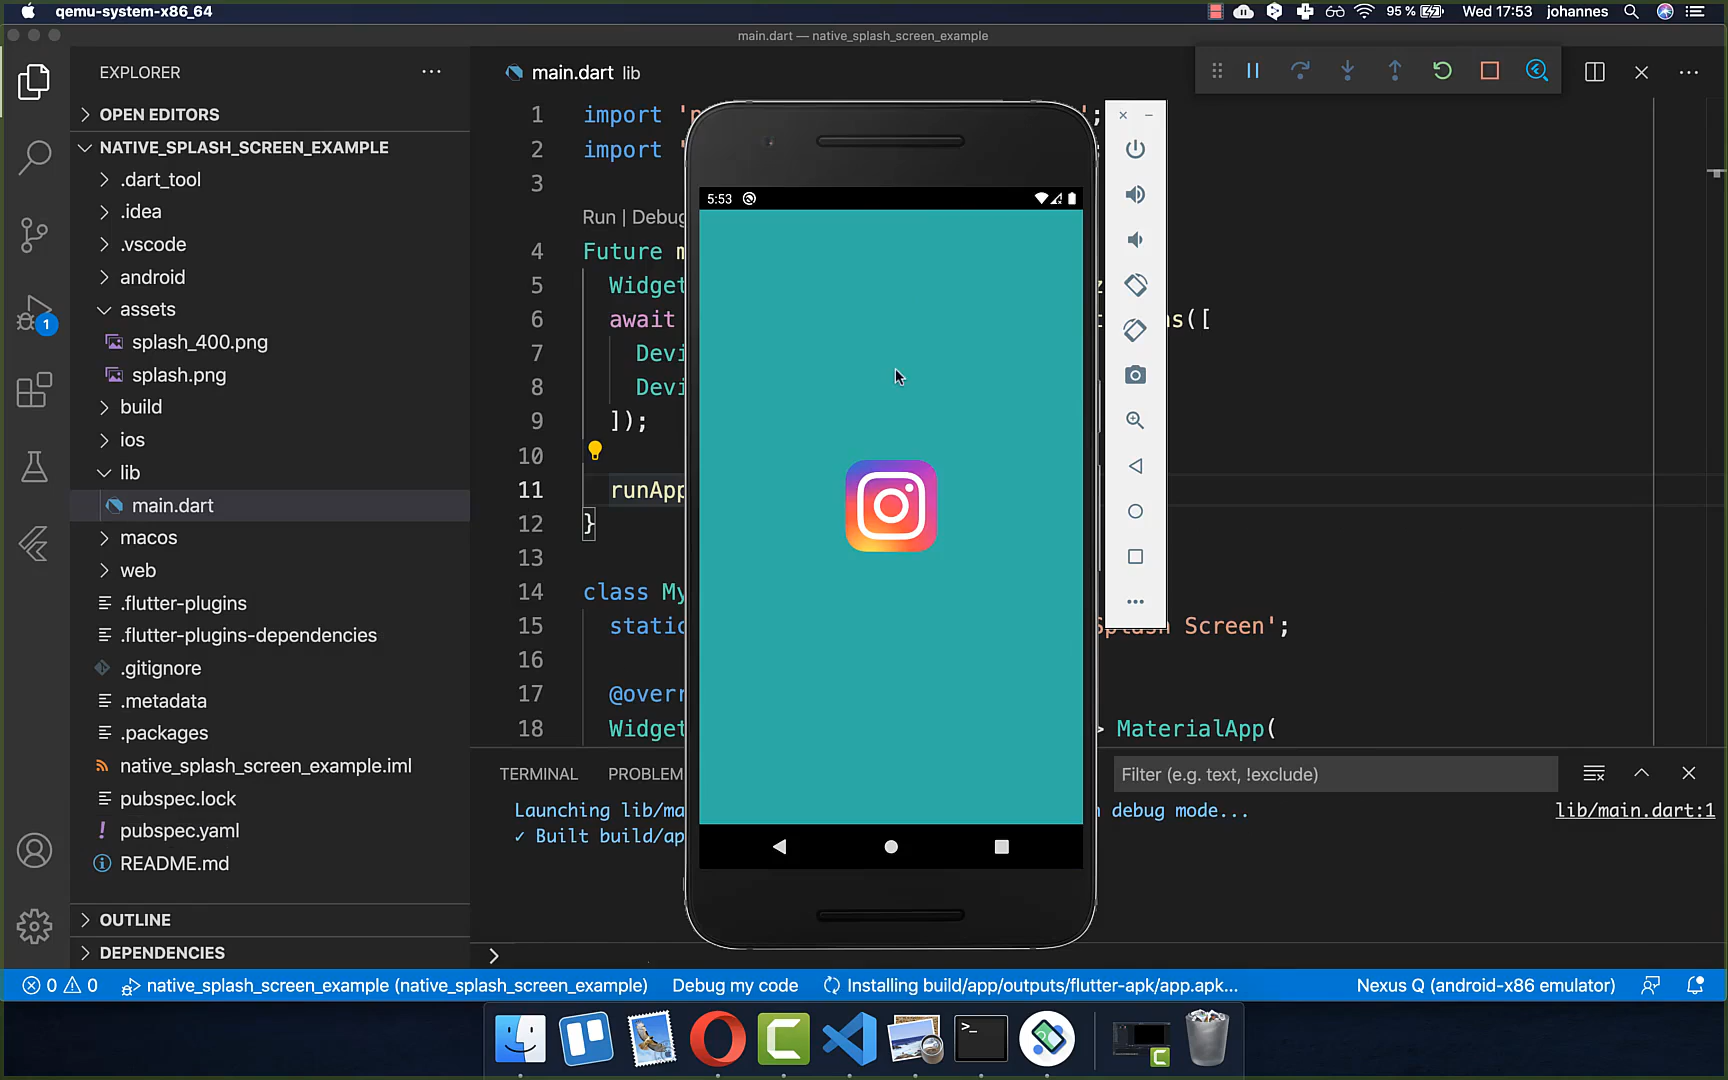 qemu-system-x86_64
95 %
Wed 17:53
johannes
main.dart — native_splash_screen_example
EXPLORER
OPEN EDITORS
NATIVE_SPLASH_SCREEN_EXAMPLE
.dart_tool
.idea
.vscode
android
assets
splash_400.png
splash.png
build
ios
lib
main.dart
macos
web
.flutter-plugins
.flutter-plugins-dependencies
.gitignore
.metadata
.packages
native_splash_screen_example.iml
pubspec.lock
pubspec.yaml
README.md
OUTLINE
DEPENDENCIES
1
main.dart lib
1 import ';
2 import '
3
Run | Debug
4 Future
5 Widget
6 await s([
7 Devi
8 Devi
9 ]);
10
11 runApp
12 }
13
14 class My
15 static Splash Screen';
16
17 @overr
18 Widget > MaterialApp(
5:53
TERMINAL PROBLEM
Filter (e.g. text, !exclude)
Launching lib/ma debug mode... lib/main.dart:1
✓ Built build/ap
0 0
native_splash_screen_example (native_splash_screen_example)
Debug my code
Installing build/app/outputs/flutter-apk/app.apk...
Nexus Q (android-x86 emulator)